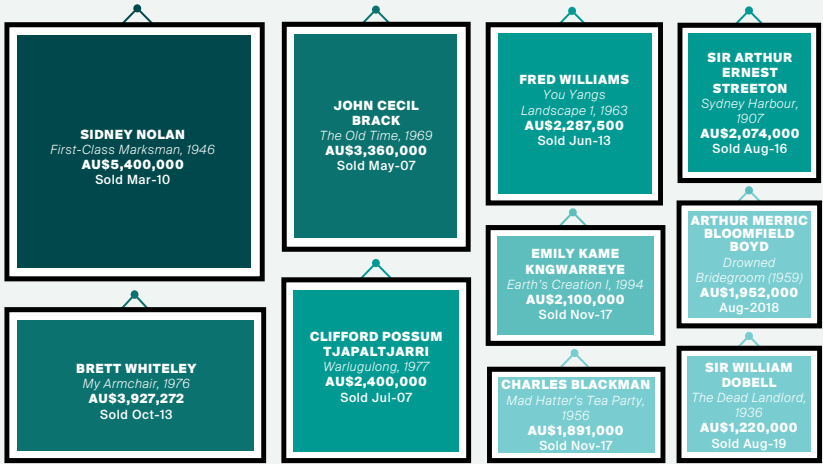 SIDNEY NOLAN
First-Class Marksman, 1946
AU$5,400,000
Sold Mar-10
BRETT WHITELEY
My Armchair, 1976
AU$3,927,272
Sold Oct-13
JOHN CECIL
BRACK
The Old Time, 1969
AU$3,360,000
Sold May-07
CLIFFORD POSSUM
TJAPALTJARRI
Warlugulong, 1977
AU$2,400,000
Sold Jul-07
FRED WILLIAMS
You Yangs
Landscape 1, 1963
AU$2,287,500
Sold Jun-13
EMILY KAME
KNGWARREYE
Earth's Creation I, 1994
AU$2,100,000
Sold Nov-17
CHARLES BLACKMAN
Mad Hatter's Tea Party,
1956
AU$1,891,000
Sold Nov-17
SIR ARTHUR
ERNEST
STREETON
Sydney Harbour,
1907
AU$2,074,000
Sold Aug-16
ARTHUR MERRIC
BLOOMFIELD
BOYD
Drowned
Bridegroom (1959)
AU$1,952,000
Aug-2018
SIR WILLIAM
DOBELL
The Dead Landlord,
1936
AU$1,220,000
Sold Aug-19